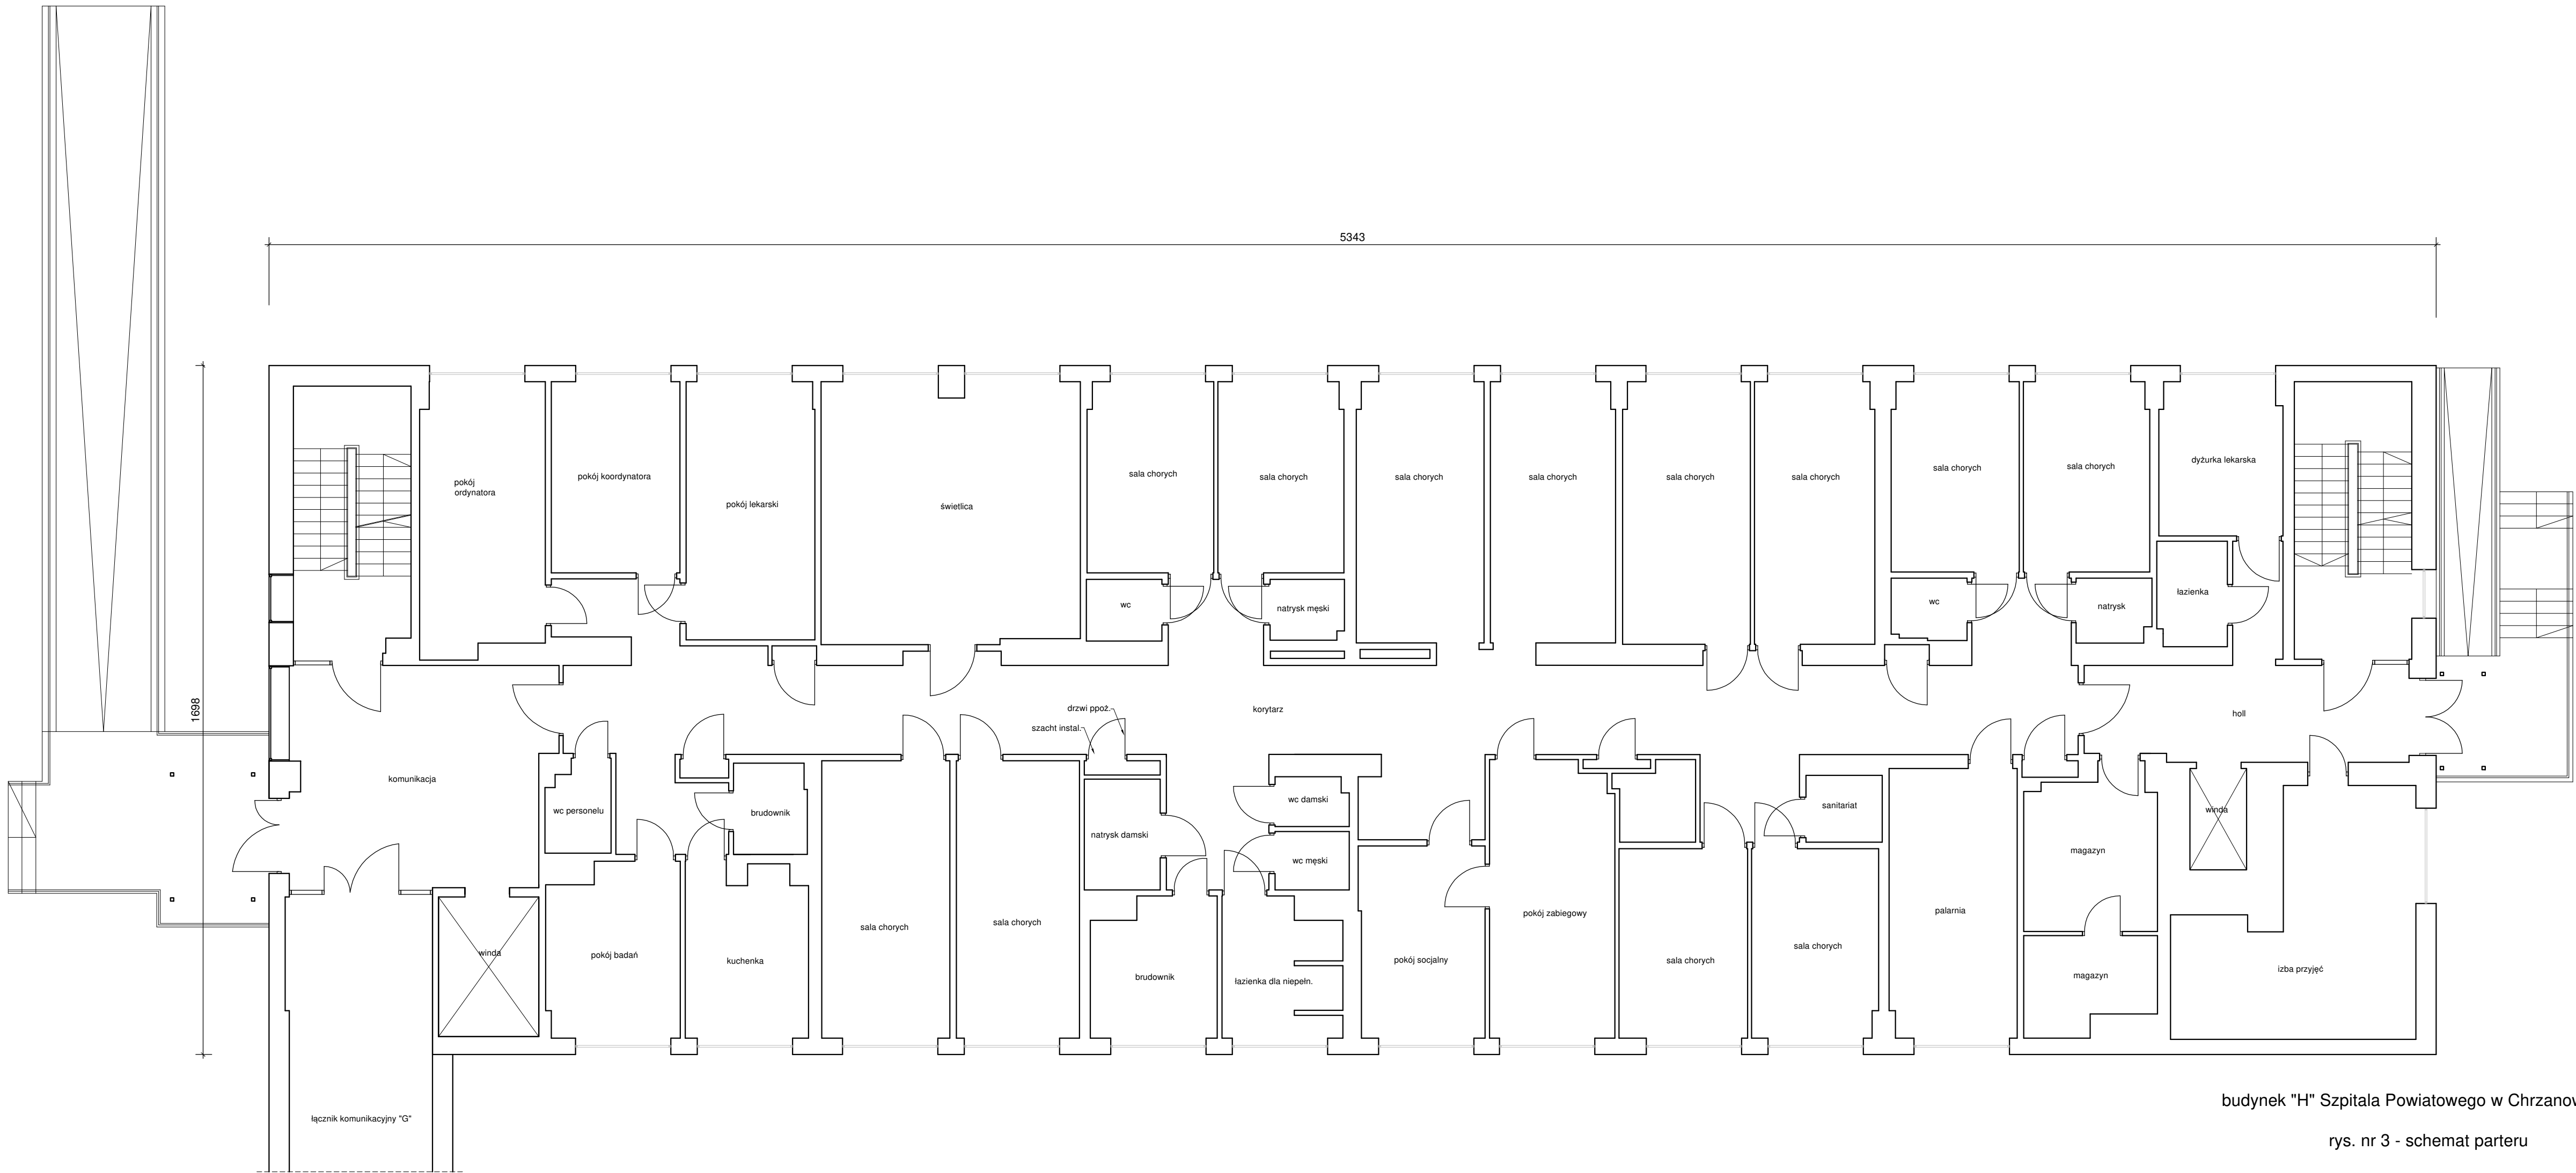 5343
1698
pokój
ordynatora
pokój koordynatora
pokój lekarski
świetlica
sala chorych
sala chorych
sala chorych
sala chorych
sala chorych
sala chorych
sala chorych
sala chorych
dyżurka lekarska
wc
natrysk męski
wc
natrysk
łazienka
drzwi ppoż.
szacht instal.
korytarz
holl
komunikacja
wc personelu
brudownik
natrysk damski
wc damski
wc męski
sanitariat
winda
magazyn
winda
pokój badań
kuchenka
sala chorych
sala chorych
brudownik
łazienka dla niepełn.
pokój socjalny
pokój zabiegowy
sala chorych
sala chorych
palarnia
magazyn
izba przyjęć
łącznik komunikacyjny "G"
budynek "H" Szpitala Powiatowego w Chrzanow
rys. nr 3 - schemat parteru